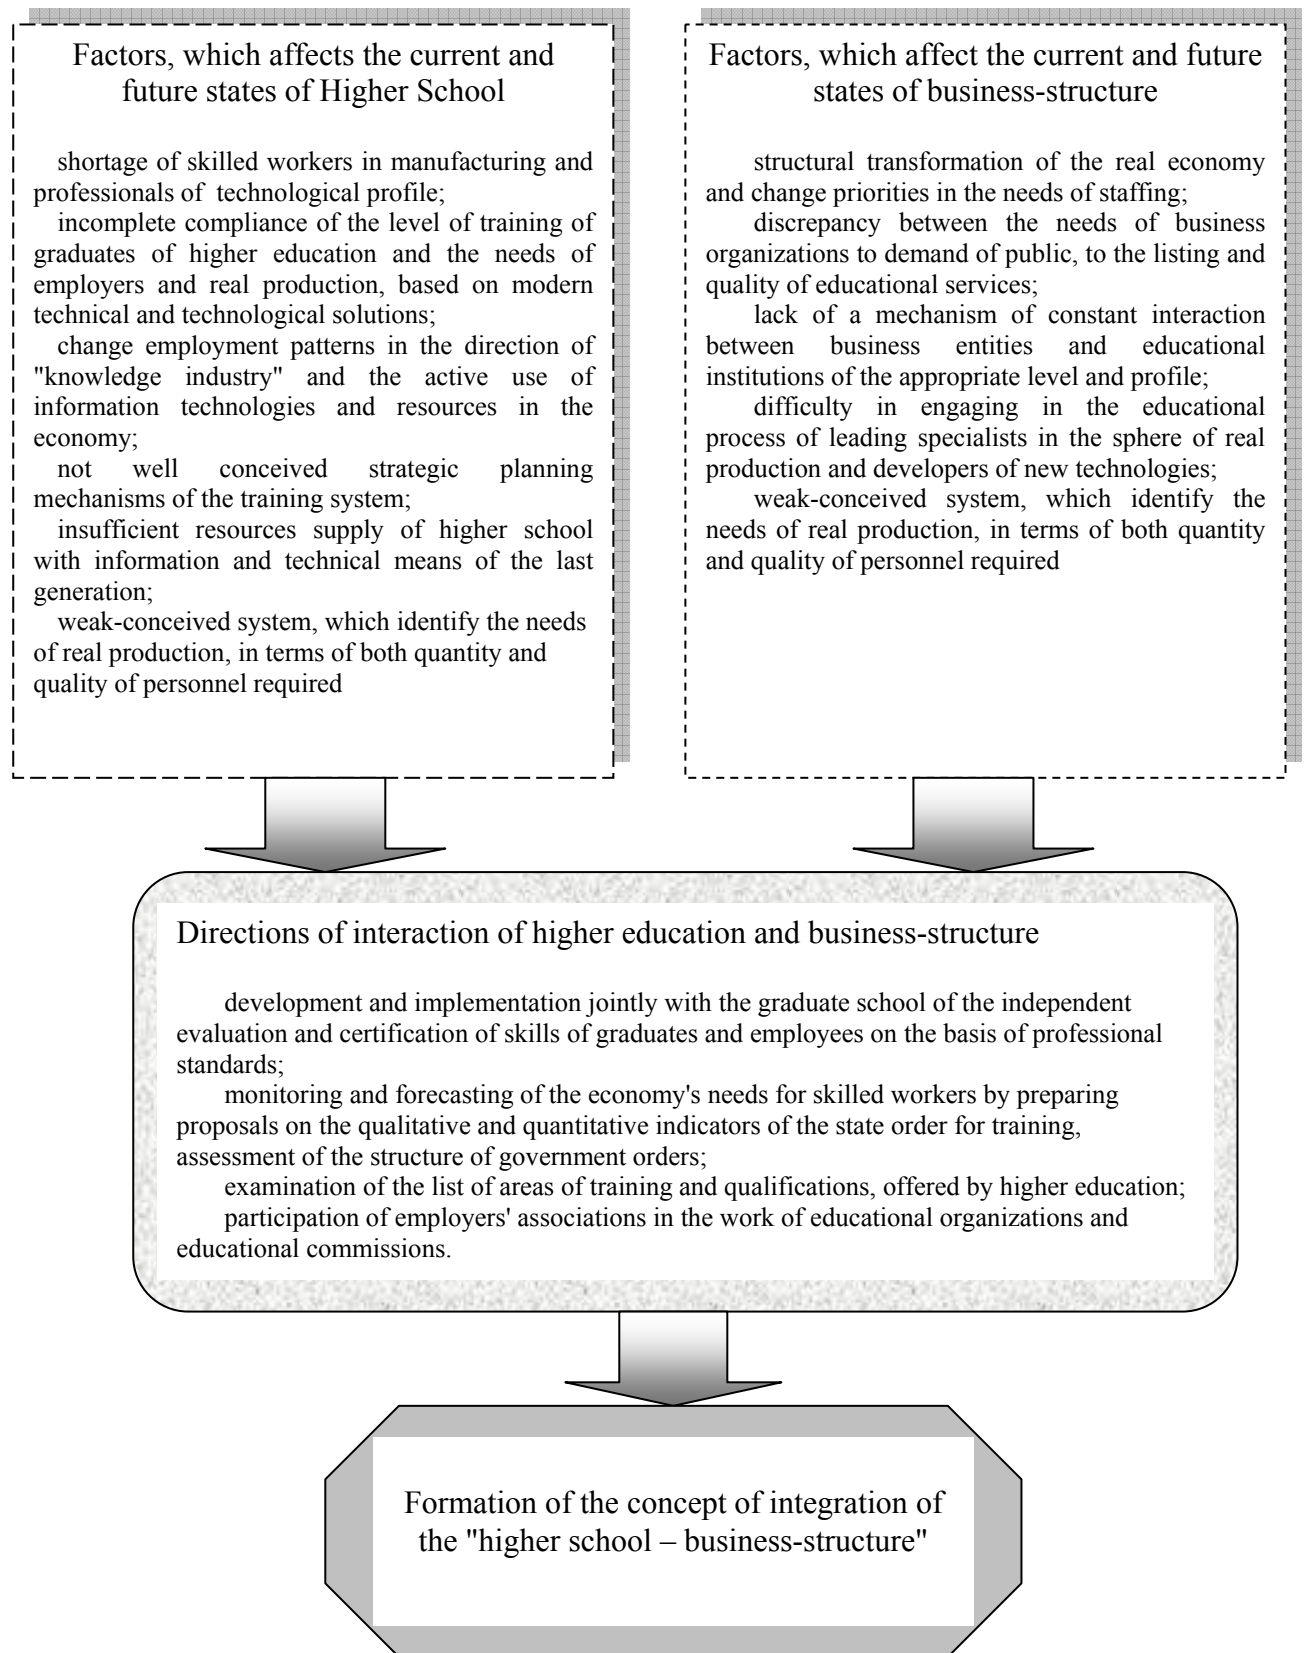 Factors, which affects the current and
future states of Higher School
shortage of skilled workers in manufacturing and
professionals of technological profile;
incomplete compliance of the level of training of
graduates of higher education and the needs of
employers and real production, based on modern
technical and technological solutions;
change employment patterns in the direction of
"knowledge industry" and the active use of
information technologies and resources in the
economy;
not well conceived strategic planning
mechanisms of the training system;
insufficient resources supply of higher school
with information and technical means of the last
generation;
weak-conceived system, which identify the needs
of real production, in terms of both quantity and
quality of personnel required
Factors, which affect the current and future
states of business-structure
structural transformation of the real economy
and change priorities in the needs of staffing;
discrepancy between the needs of business
organizations to demand of public, to the listing and
quality of educational services;
lack of a mechanism of constant interaction
between business entities and educational
institutions of the appropriate level and profile;
difficulty in engaging in the educational
process of leading specialists in the sphere of real
production and developers of new technologies;
weak-conceived system, which identify the
needs of real production, in terms of both quantity
and quality of personnel required
Directions of interaction of higher education and business-structure
development and implementation jointly with the graduate school of the independent
evaluation and certification of skills of graduates and employees on the basis of professional
standards;
monitoring and forecasting of the economy's needs for skilled workers by preparing
proposals on the qualitative and quantitative indicators of the state order for training,
assessment of the structure of government orders;
examination of the list of areas of training and qualifications, offered by higher education;
participation of employers' associations in the work of educational organizations and
educational commissions.
Formation of the concept of integration of
the "higher school – business-structure"